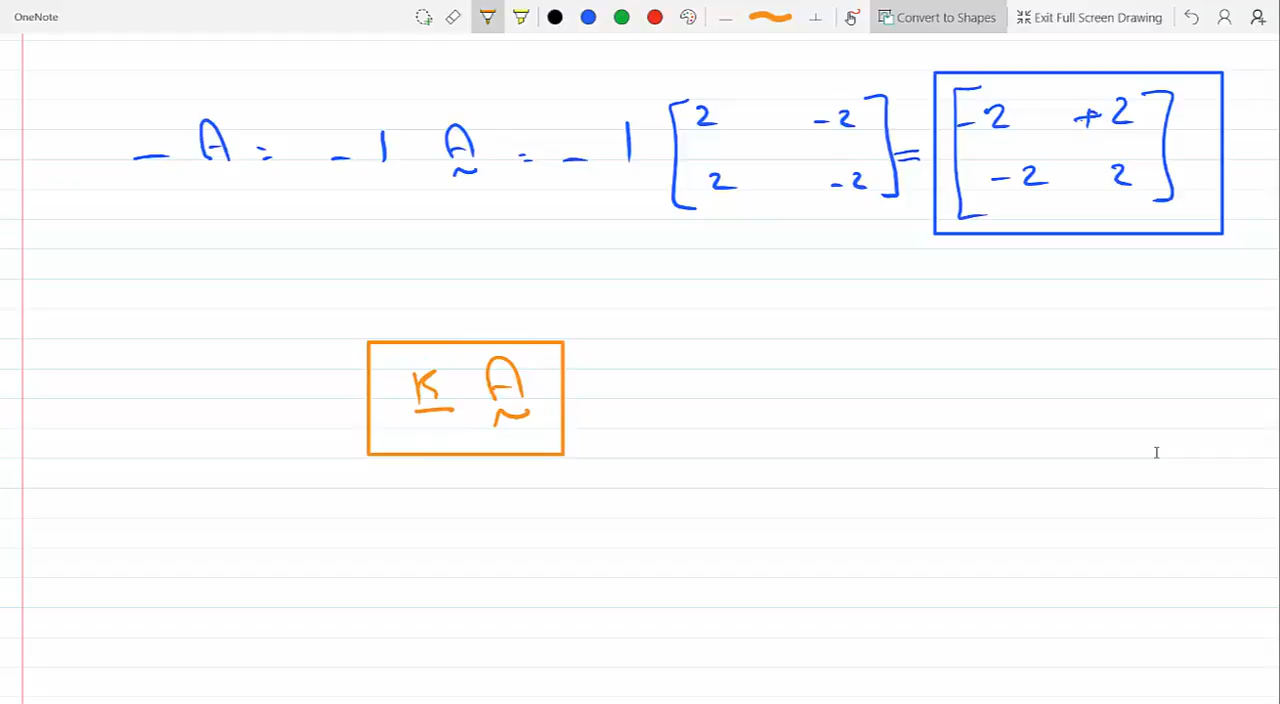 OneNote
Convert to Shapes
Exit Full Screen Drawing
- A = - 1 A = - 1 [2 -2] = [-2 +2]
[2 -2] [-2 2]
K A